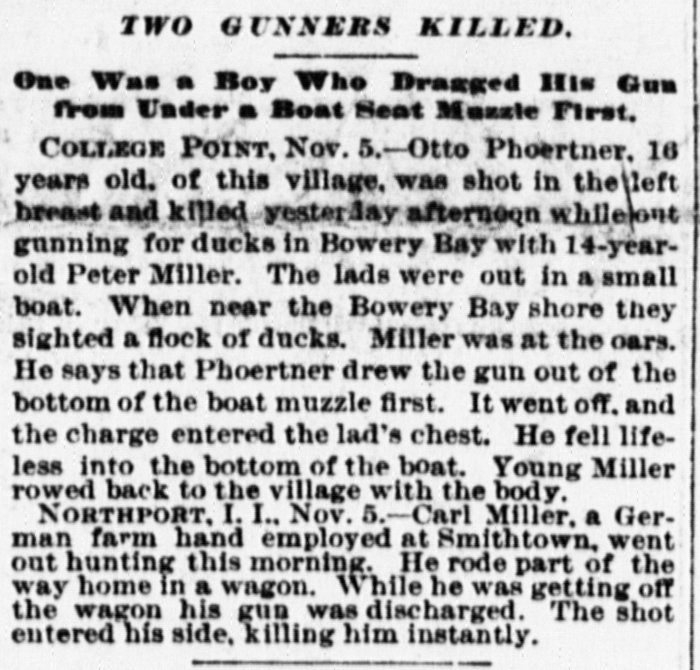 TWO GUNNERS KILLED.
One Was a Boy Who Dragged His Gun
from Under a Boat Seat Muzzle First.
COLLEGE POINT, Nov. 5.—Otto Phoertner, 16
years old, of this village, was shot in the left
breast and killed yesterday afternoon while out
gunning for ducks in Bowery Bay with 14-year-
old Peter Miller. The lads were out in a small
boat. When near the Bowery Bay shore they
sighted a flock of ducks. Miller was at the oars.
He says that Phoertner drew the gun out of the
bottom of the boat muzzle first. It went off, and
the charge entered the lad's chest. He fell life-
less into the bottom of the boat. Young Miller
rowed back to the village with the body.
NORTHPORT, I. I., Nov. 5.—Carl Miller, a Ger-
man farm hand employed at Smithtown, went
out hunting this morning. He rode part of the
way home in a wagon. While he was getting off
the wagon his gun was discharged. The shot
entered his side, killing him instantly.